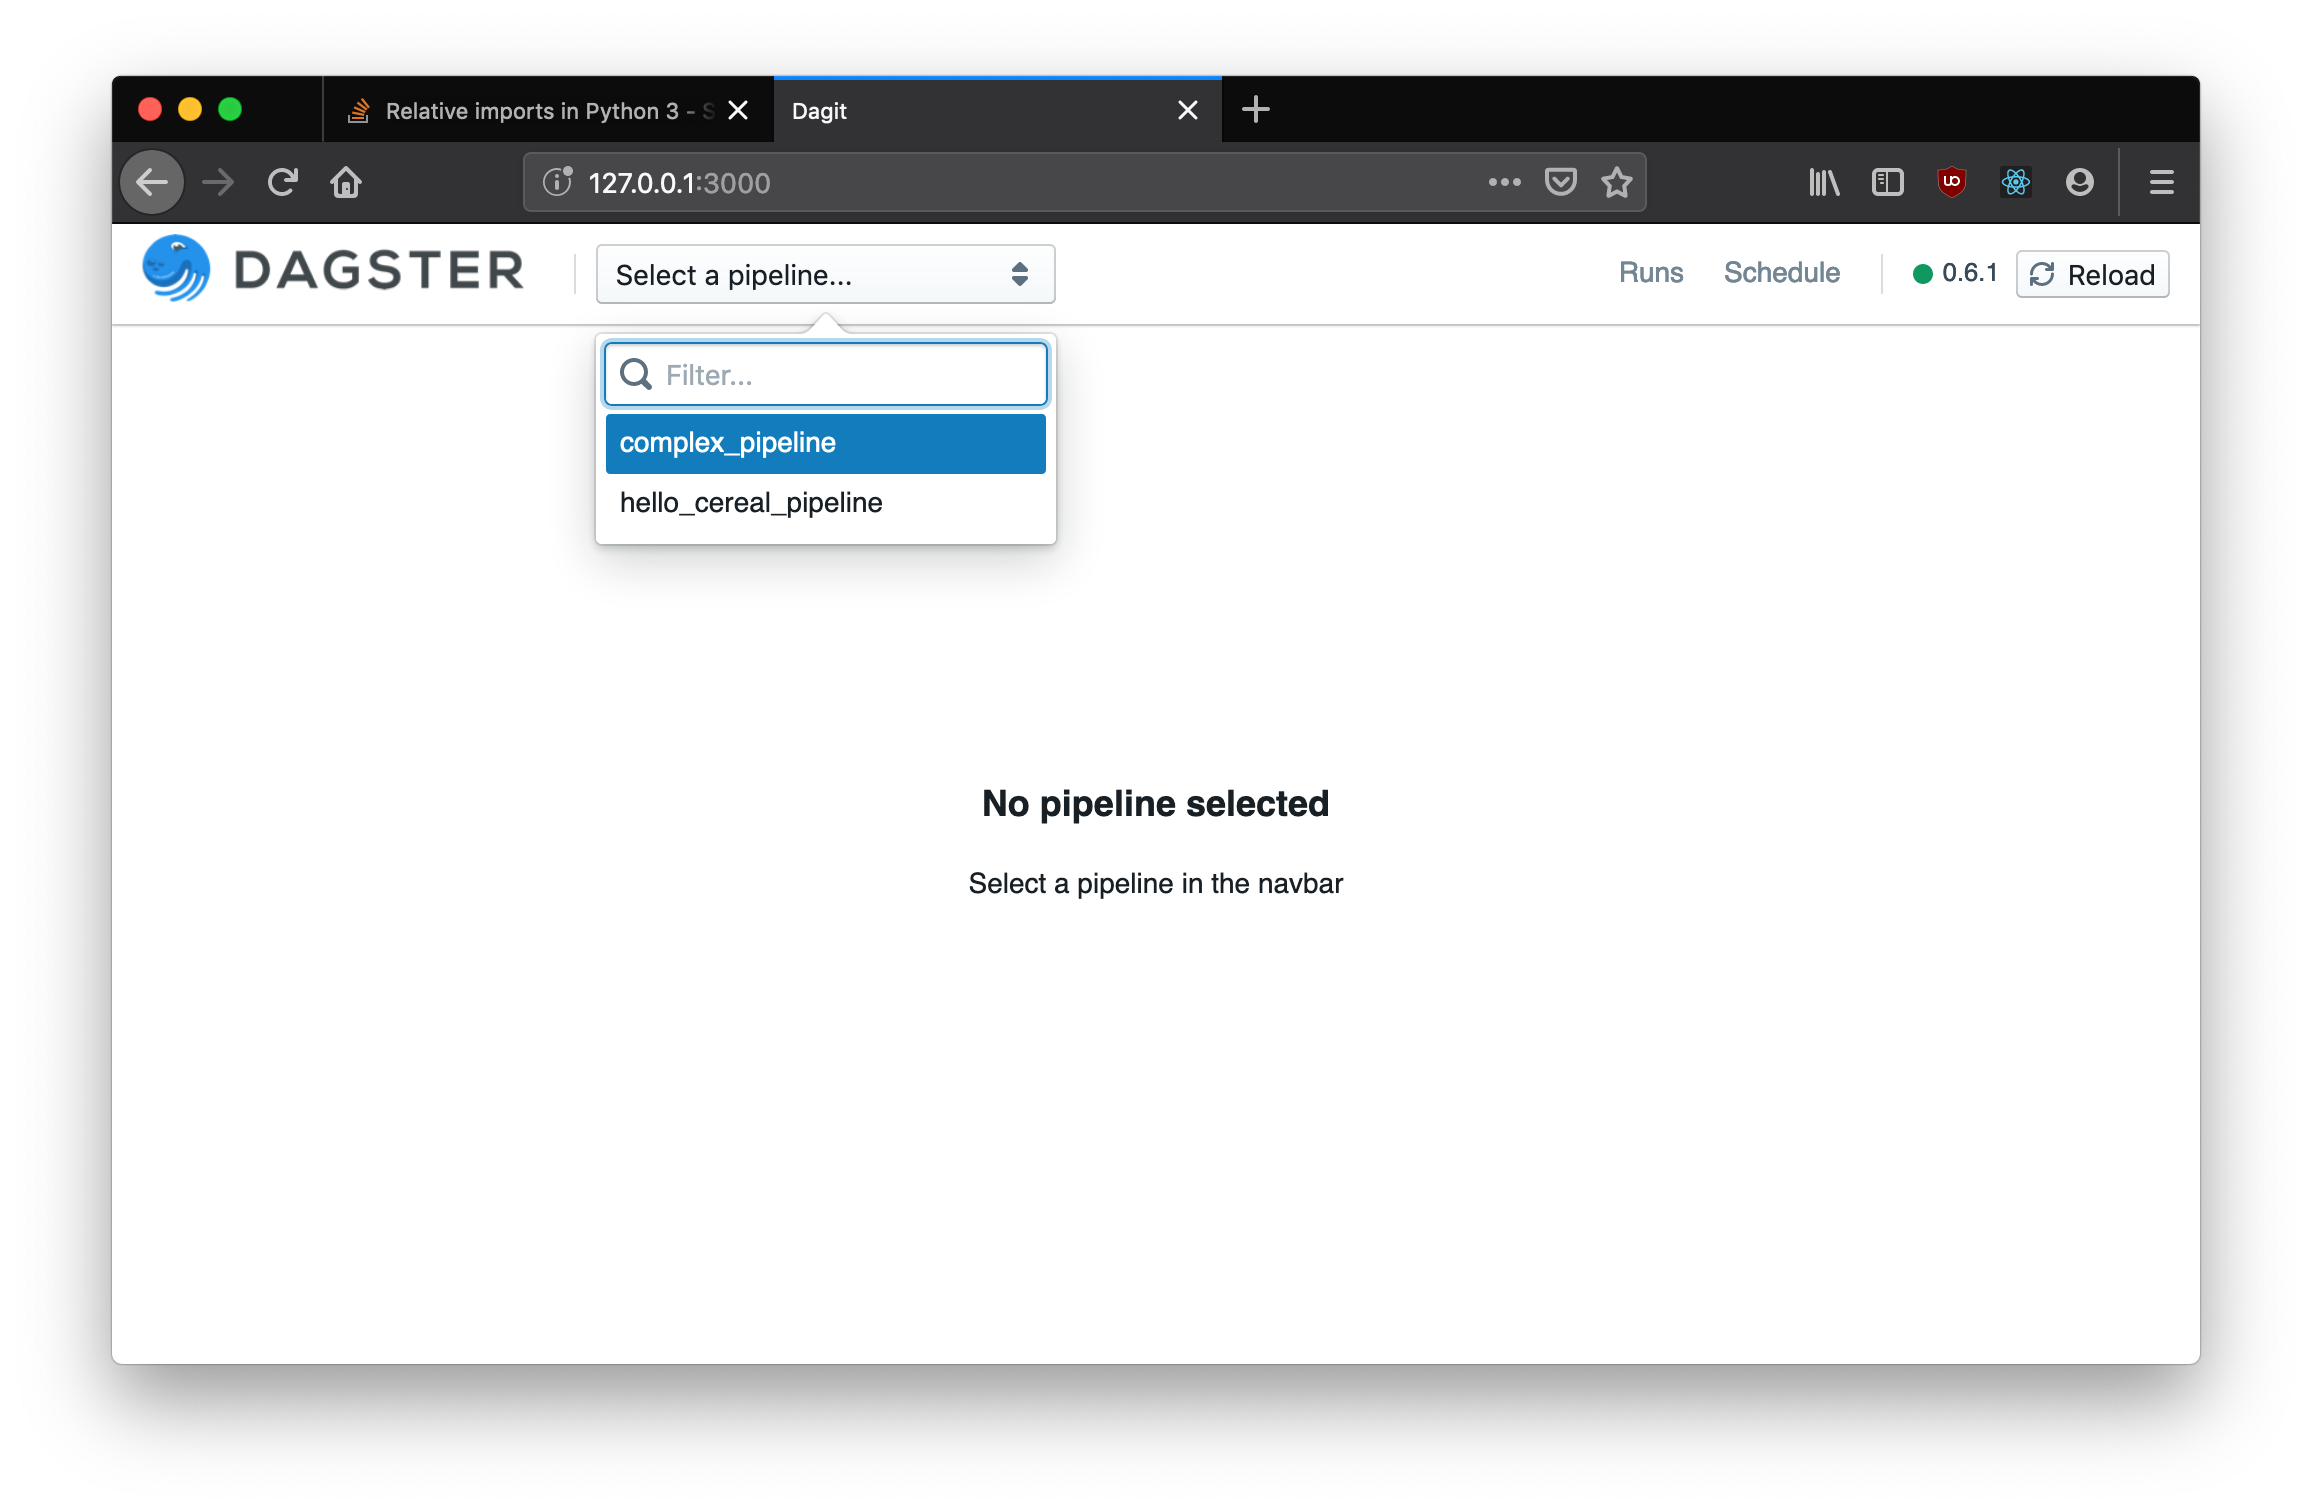 Relative imports in Python 3 - S
Dagit
127.0.0.1:3000
DAGSTER
Select a pipeline...
Runs
Schedule
0.6.1
Reload
Filter...
complex_pipeline
hello_cereal_pipeline
No pipeline selected
Select a pipeline in the navbar